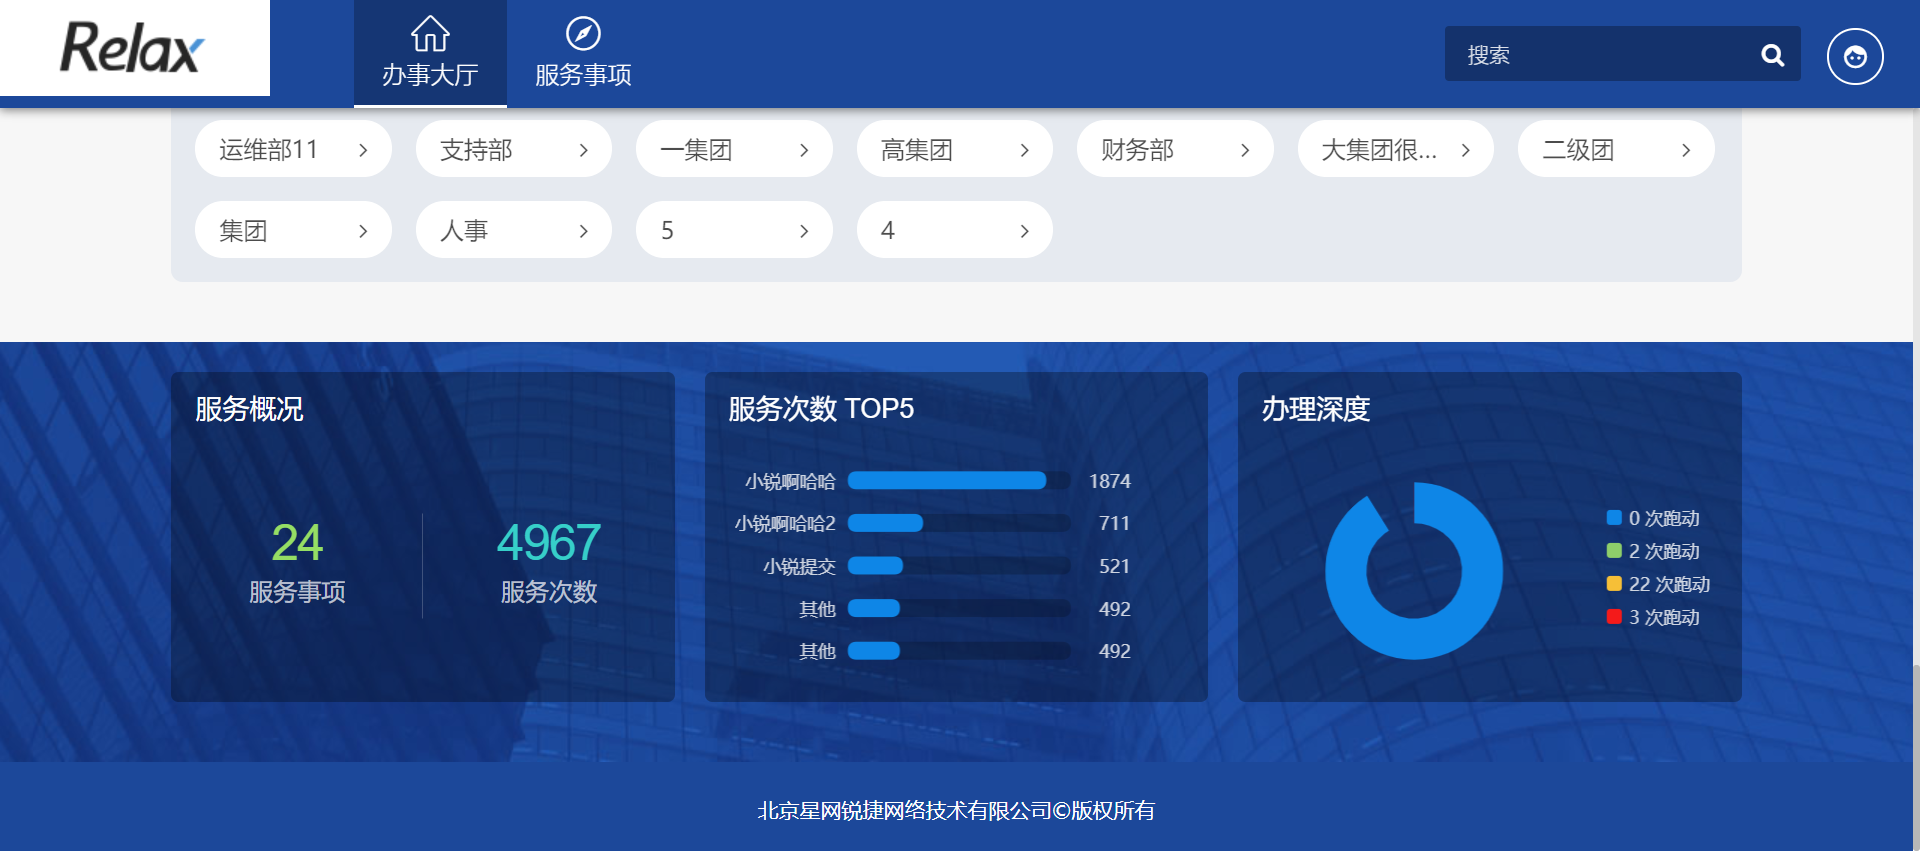 Relax
办事大厅
服务事项
搜索
运维部11
支持部
一集团
高集团
财务部
大集团很...
二级团
集团
人事
5
4
服务概况
24
服务事项
4967
服务次数
服务次数 TOP5
小锐啊哈哈 1874
小锐啊哈哈2 711
小锐提交 521
其他 492
其他 492
办理深度
0 次跑动
2 次跑动
22 次跑动
3 次跑动
北京星网锐捷网络技术有限公司©版权所有